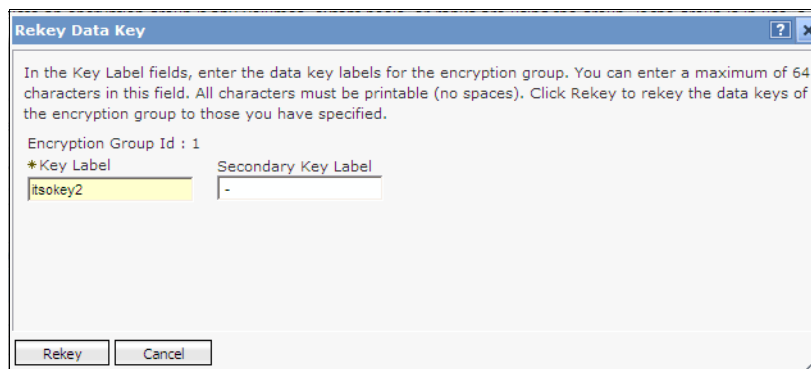 Rekey Data Key ? x
In the Key Label fields, enter the data key labels for the encryption group. You can enter a maximum of 64
characters in this field. All characters must be printable (no spaces). Click Rekey to rekey the data keys of
the encryption group to those you have specified.
Encryption Group Id : 1
*Key Label Secondary Key Label
itsokey2 -
Rekey Cancel